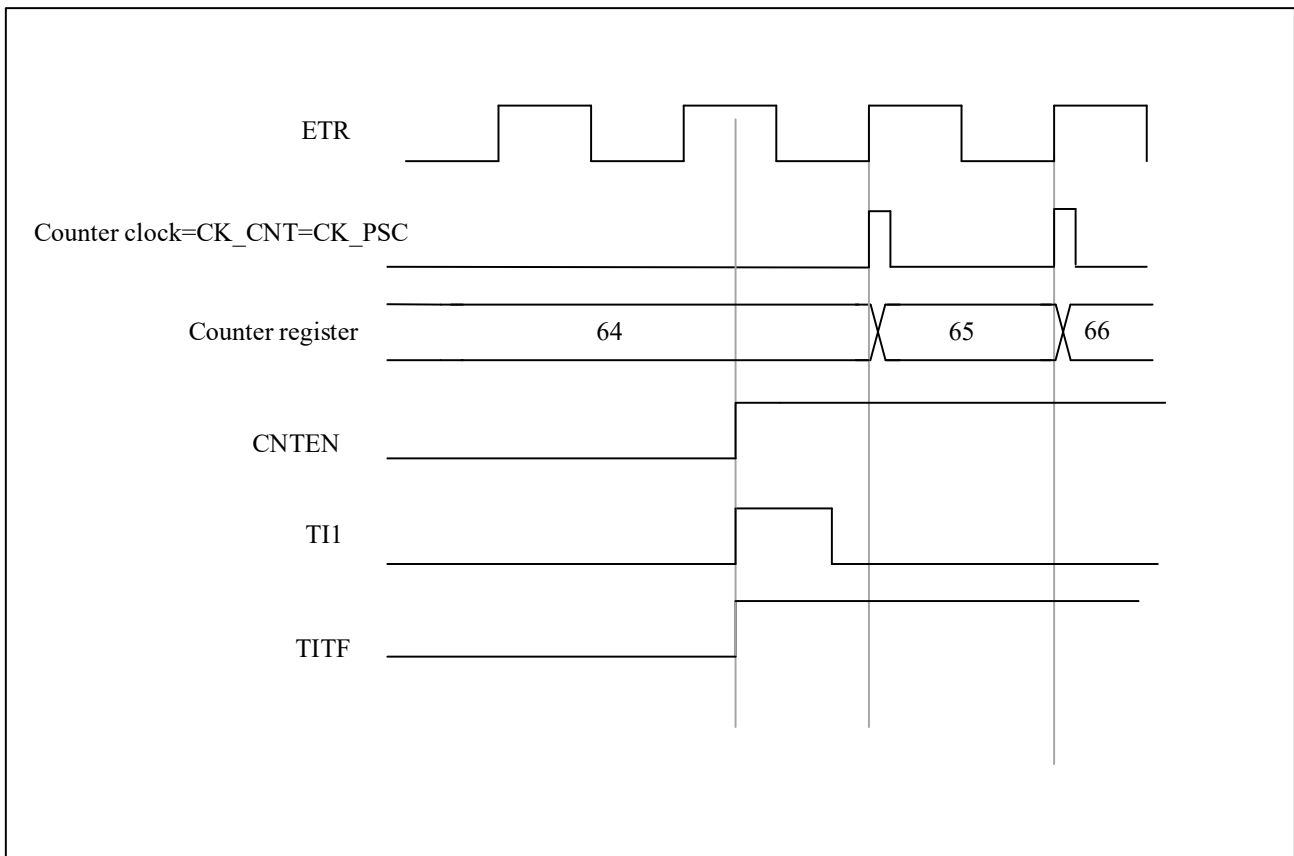 ETR
Counter clock=CK_CNT=CK_PSC
Counter register
64
65
66
CNTEN
TI1
TITF